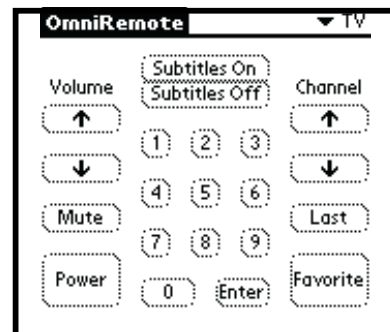 OmniRemote ▼ TV
Subtitles On
Volume Subtitles Off Channel
↑ ↑
1 2 3
↓ ↓
4 5 6
Mute Last
7 8 9
Power Favorite
0 Enter